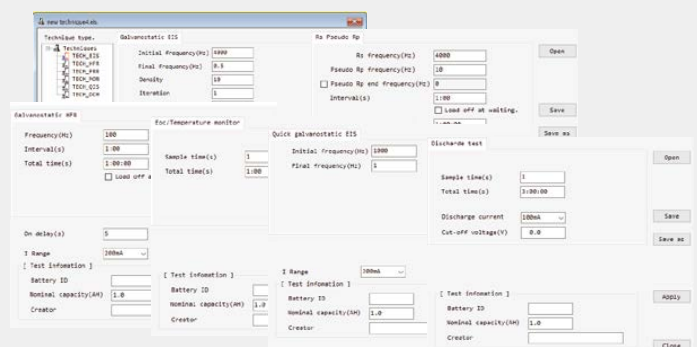 new technique4.eis
Technique type.
Techniques
TECH_EIS
TECH_HFR
TECH_PRR
TECH_MON
TECH_QIS
TECH_DCH
Galvanostatic EIS
Initial frequency(Hz) 4000
Final frequency(Hz) 0.5
Density 10
Iteration 1
Rs Pseudo Rp
Rs frequency(Hz) 4000
Pseudo Rp frequency(Hz) 10
Pseudo Rp end frequency(Hz) 0
Interval(s) 1:00
Load off at waiting.
Open
Save
Save as
Galvanostatic HFR
Frequency(Hz) 100
Interval(s) 1:00
Total time(s) 1:00:00
Load off a
On delay(s) 5
I Range 300mA
[ Test infomation ]
Battery ID
Nominal capacity(AH) 1.0
Creator
Eoc/Temperature monitor
Sample time(s) 1
Total time(s) 1:00
[ Test infomation ]
Battery ID
Nominal capacity(AH) 1.0
Creator
Quick galvanostatic EIS
Initial frequency(Hz) 1000
Final frequency(Hz) 1
I Range 300mA
[ Test infomation ]
Battery ID
Nominal capacity(AH) 1.0
Creator
Discharge test
Sample time(s) 1
Total time(s) 3:00:00
Discharge current 100mA
Cut-off voltage(V) 0.0
[ Test infomation ]
Battery ID
Nominal capacity(AH) 1.0
Creator
Open
Save
Save as
Apply
Close